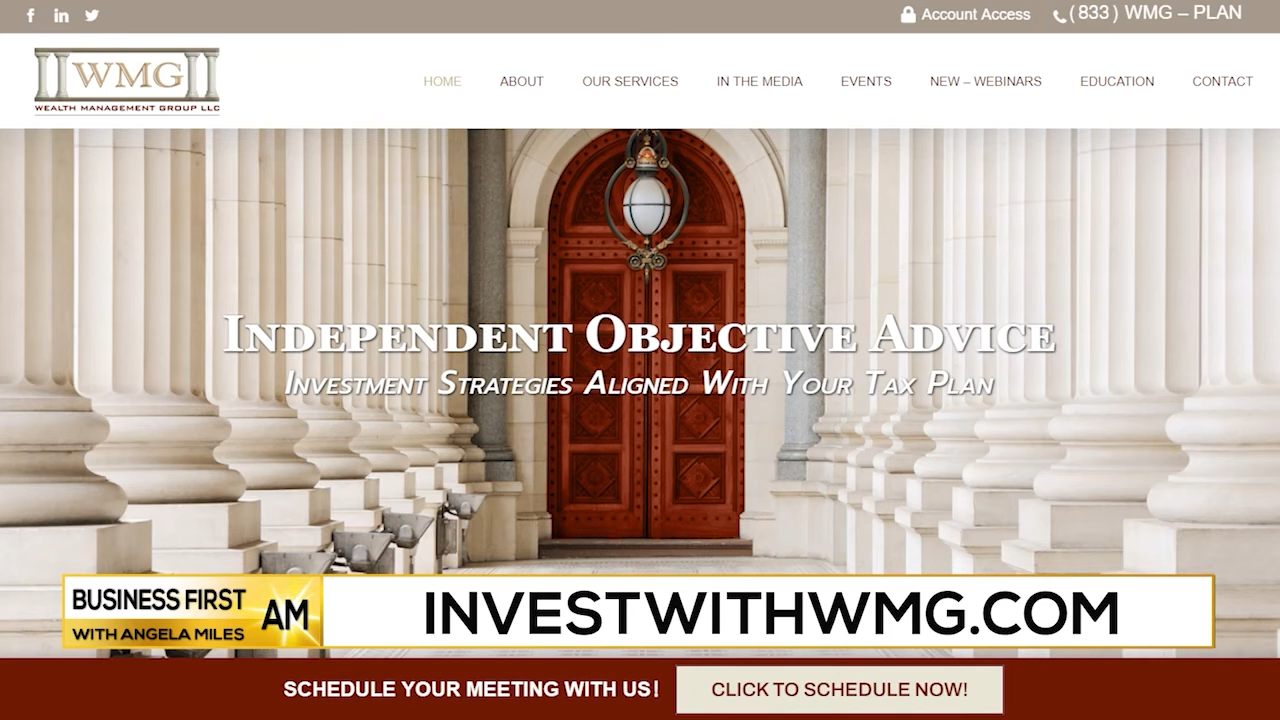 Account Access
(833) WMG – PLAN
WMG
WEALTH MANAGEMENT GROUP LLC
HOME ABOUT OUR SERVICES IN THE MEDIA EVENTS NEW – WEBINARS EDUCATION CONTACT
INDEPENDENT OBJECTIVE ADVICE
INVESTMENT STRATEGIES ALIGNED WITH YOUR TAX PLAN
BUSINESS FIRST
AM
WITH ANGELA MILES
INVESTWITHWMG.COM
SCHEDULE YOUR MEETING WITH US!
CLICK TO SCHEDULE NOW!